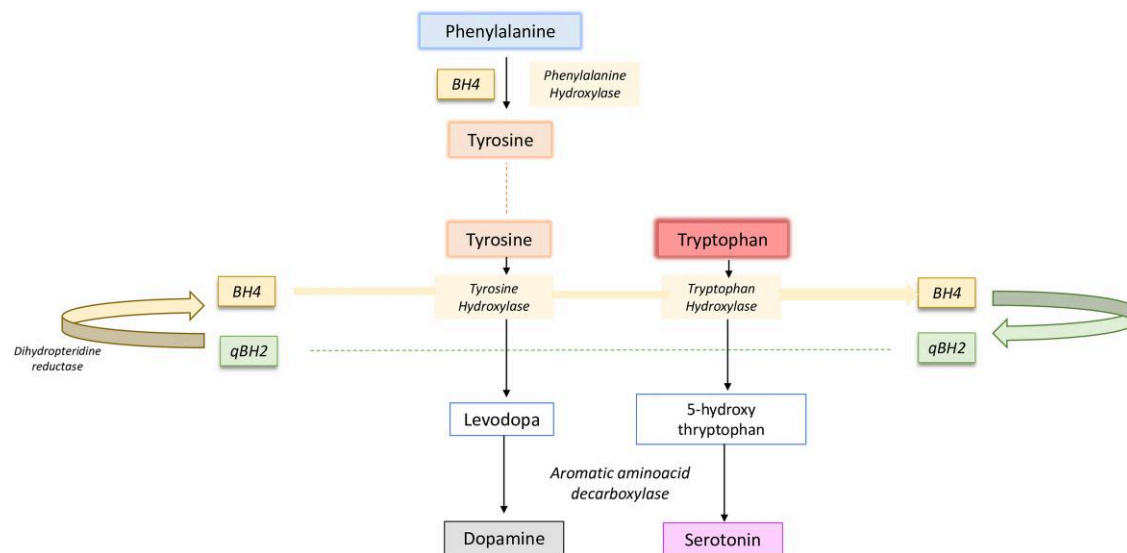 Phenylalanine
BH4
Phenylalanine
Hydroxylase
Tyrosine
Tyrosine
Tryptophan
BH4
Tyrosine
Hydroxylase
Tryptophan
Hydroxylase
BH4
Dihydropteridine
reductase
qBH2
qBH2
Levodopa
5-hydroxy
thryptophan
Aromatic aminoacid
decarboxylase
Dopamine
Serotonin